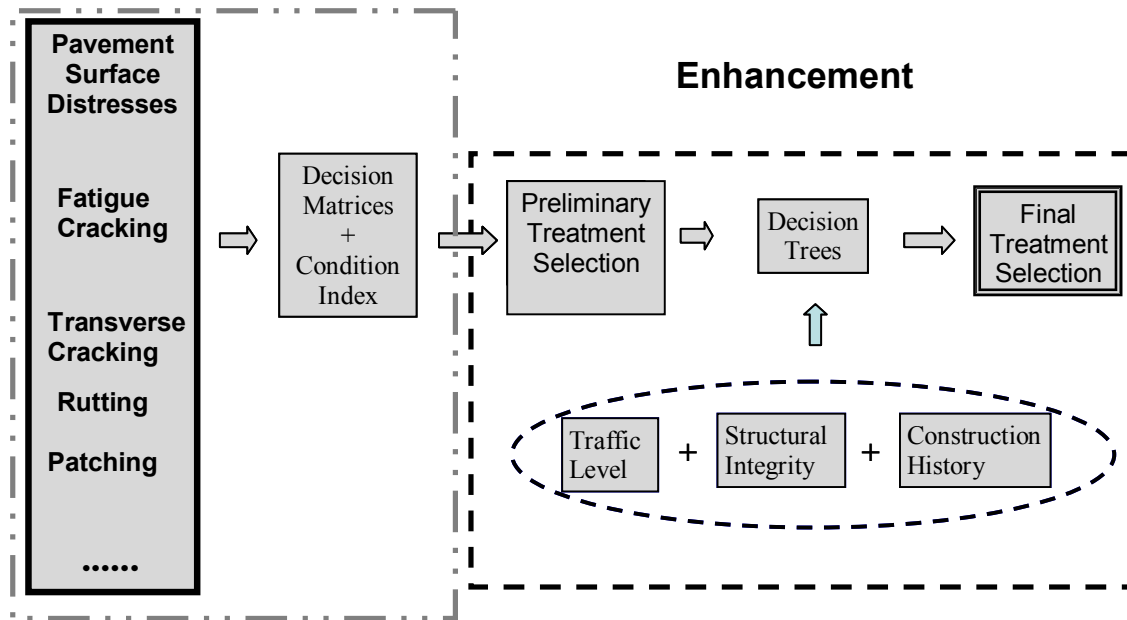 Pavement
Surface
Distresses
Fatigue
Cracking
Transverse
Cracking
Rutting
Patching
......
Decision
Matrices
+
Condition
Index
Enhancement
Preliminary
Treatment
Selection
Decision
Trees
Final
Treatment
Selection
Traffic
Level
+
Structural
Integrity
+
Construction
History